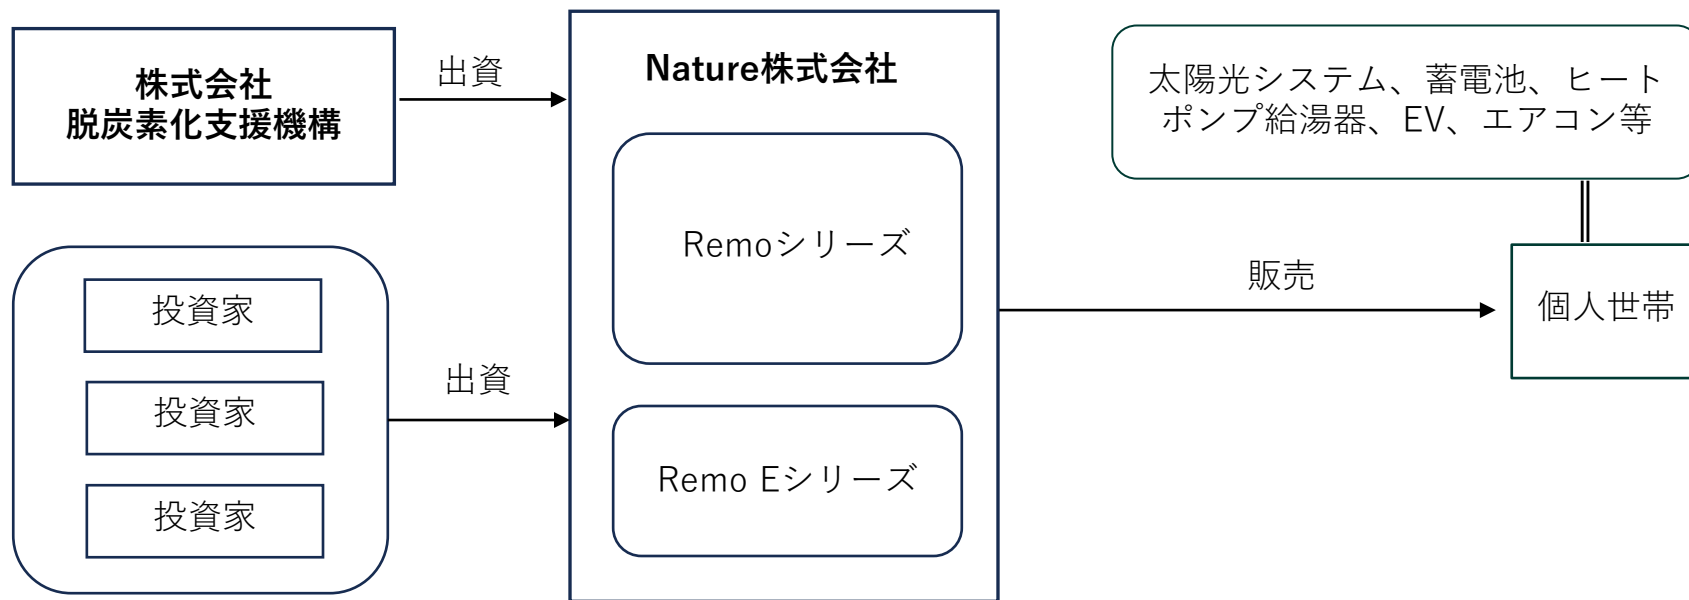 株式会社
脱炭素化支援機構
出資
投資家
投資家
投資家
出資
Nature株式会社
Remoシリーズ
Remo Eシリーズ
販売
太陽光システム、蓄電池、ヒート
ポンプ給湯器、EV、エアコン等
個人世帯